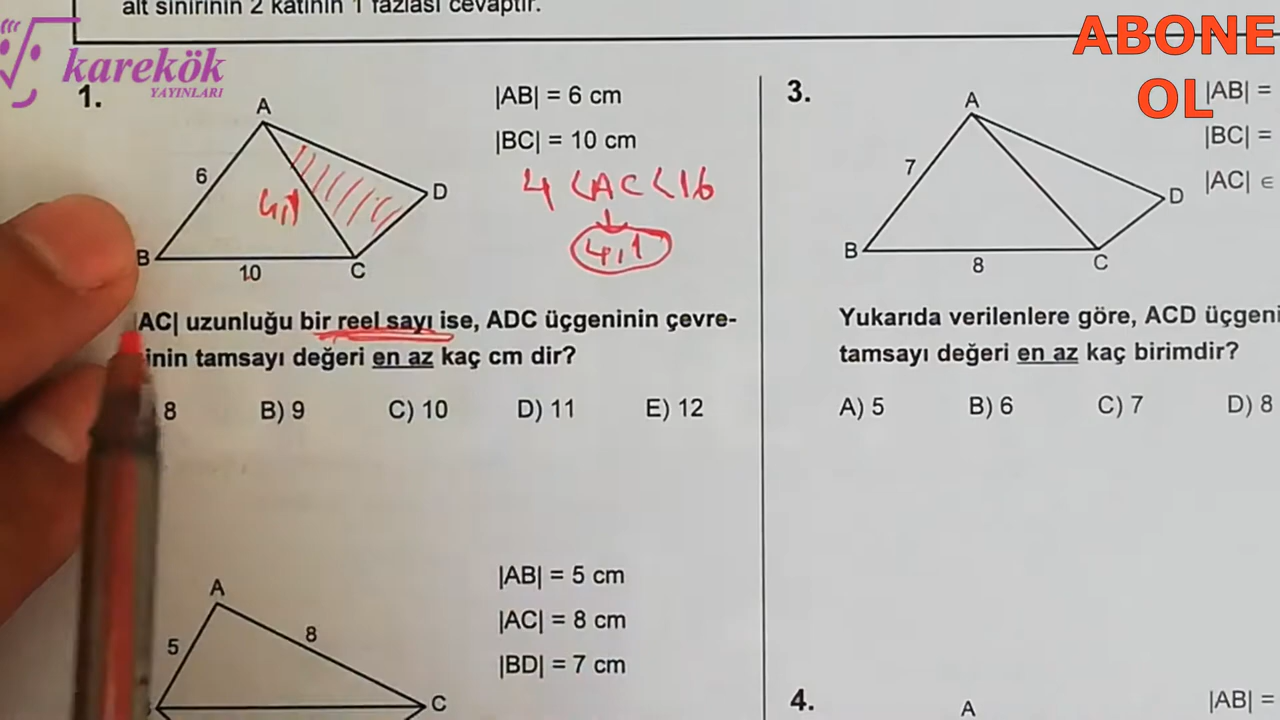 alt sınırının 2 katının 1 fazlası cevaptır.
ABONE
OL
karekök
YAYINLARI
1.
A
6
4,1
D
B
10
C
|AB| = 6 cm
|BC| = 10 cm
4 < AC < 16
4,1
|AC| uzunluğu bir reel sayı ise, ADC üçgeninin çevre-
inin tamsayı değeri en az kaç cm dir?
8
B) 9
C) 10
D) 11
E) 12
A
5
8
C
|AB| = 5 cm
|AC| = 8 cm
|BD| = 7 cm
3.
A
7
D
B
8
C
|AB| =
|BC| =
|AC| ∈
Yukarıda verilenlere göre, ACD üçgeni
tamsayı değeri en az kaç birimdir?
A) 5
B) 6
C) 7
D) 8
4.
A
|AB| =